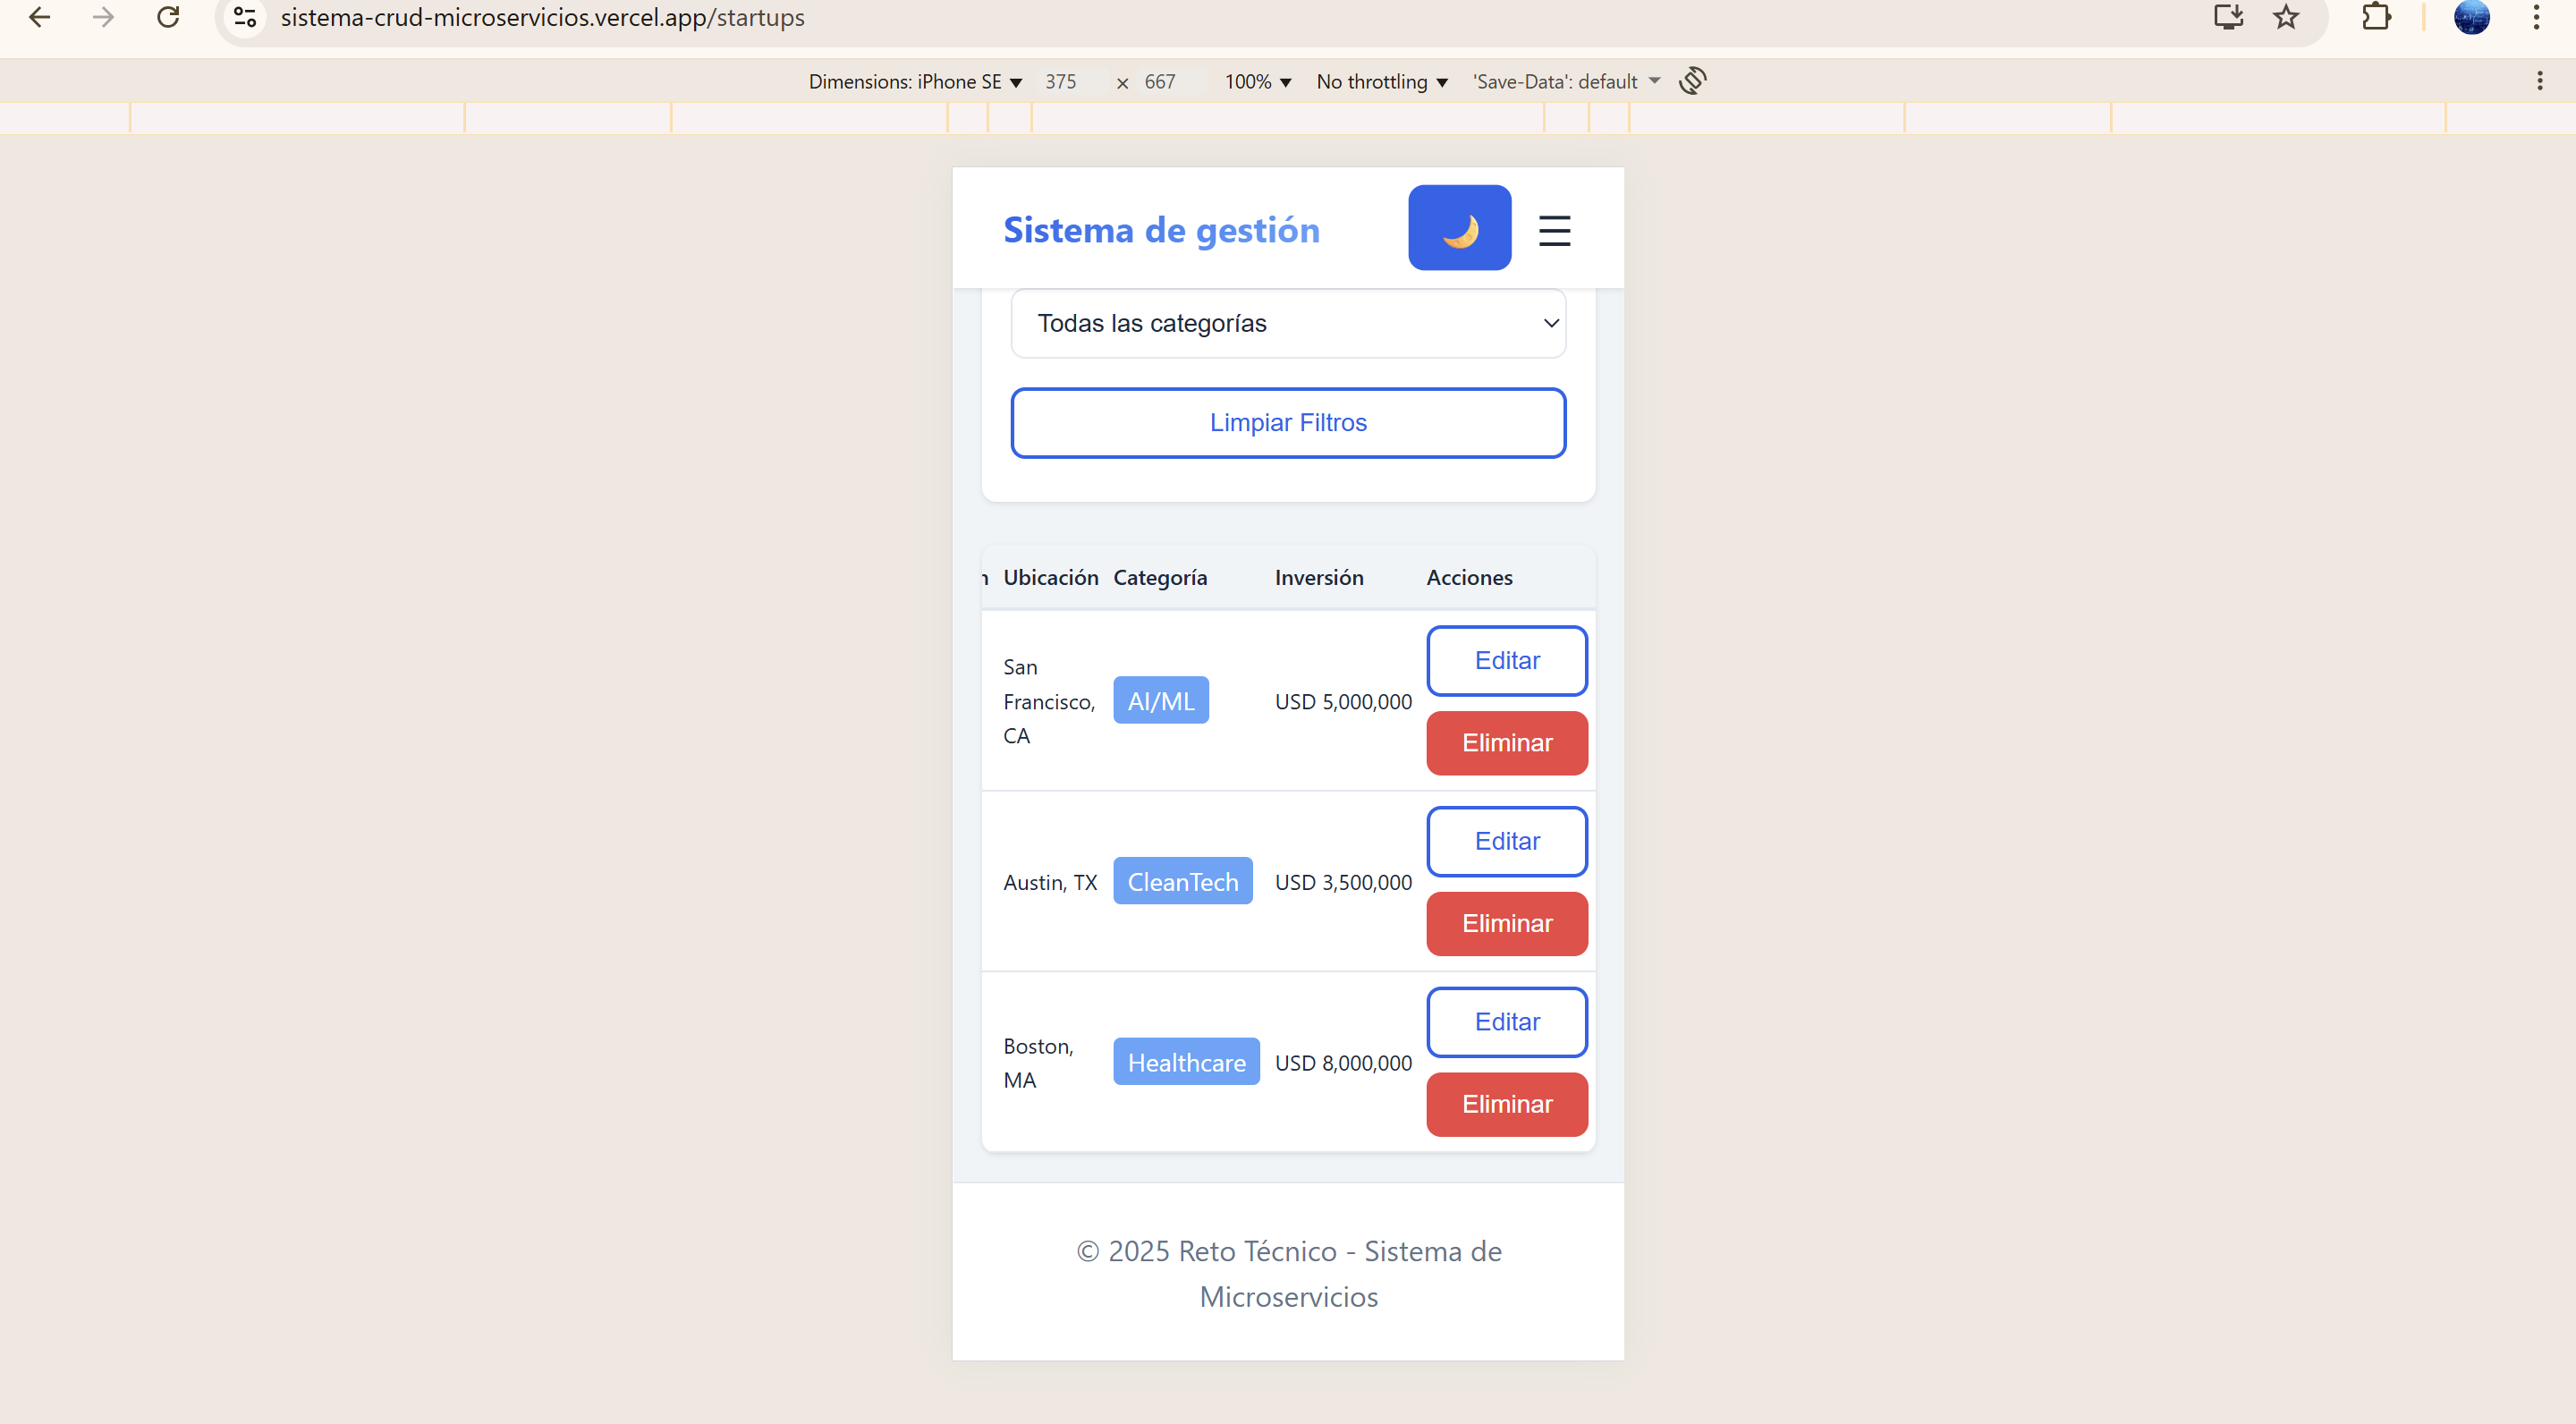 sistema-crud-microservicios.vercel.app/startups
Dimensions: iPhone SE 375 × 667 100% No throttling 'Save-Data': default
Sistema de gestión
Todas las categorías
Limpiar Filtros
n Ubicación Categoría Inversión Acciones
San
Francisco,
CA
AI/ML
USD 5,000,000
Editar
Eliminar
Austin, TX
CleanTech
USD 3,500,000
Editar
Eliminar
Boston,
MA
Healthcare
USD 8,000,000
Editar
Eliminar
© 2025 Reto Técnico - Sistema de
Microservicios